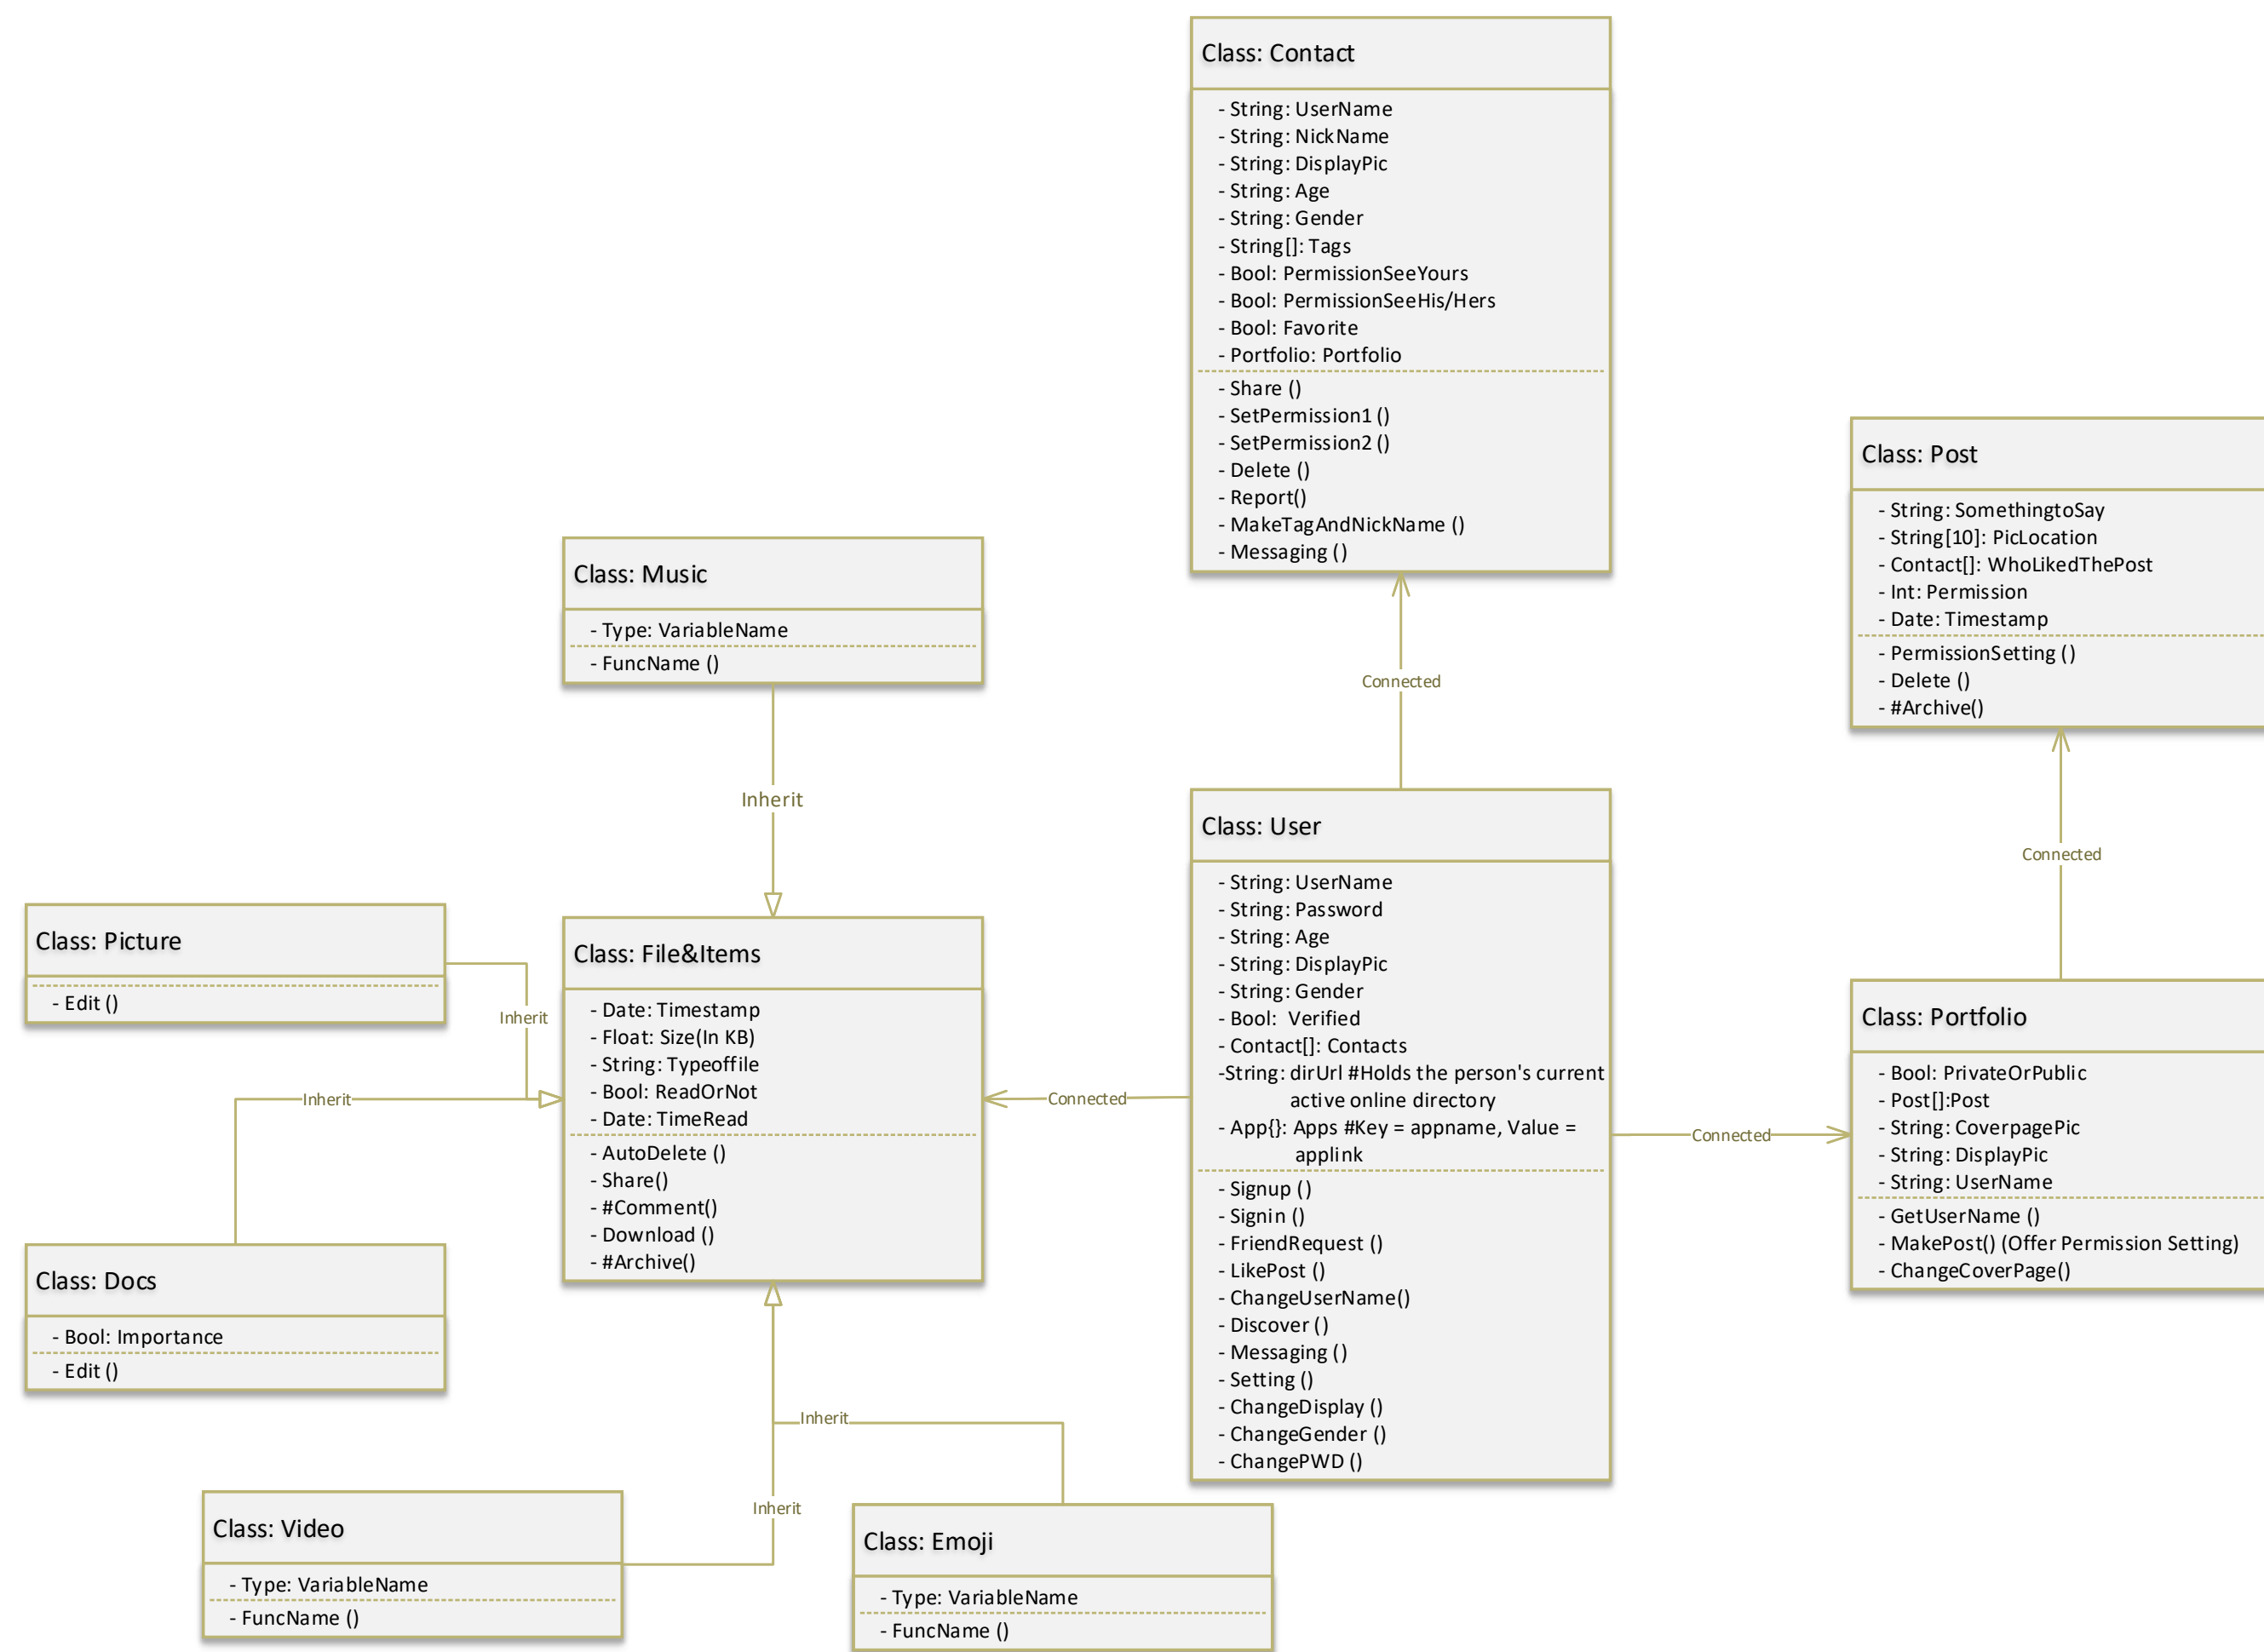 Class: Contact
- String: UserName
- String: NickName
- String: DisplayPic
- String: Age
- String: Gender
- String[]: Tags
- Bool: PermissionSeeYours
- Bool: PermissionSeeHis/Hers
- Bool: Favorite
- Portfolio: Portfolio
- Share ()
- SetPermission1 ()
- SetPermission2 ()
- Delete ()
- Report()
- MakeTagAndNickName ()
- Messaging ()
Connected
Class: Post
- String: SomethingtoSay
- String[10]: PicLocation
- Contact[]: WhoLikedThePost
- Int: Permission
- Date: Timestamp
- PermissionSetting ()
- Delete ()
- #Archive()
Connected
Class: Music
- Type: VariableName
- FuncName ()
Inherit
Class: User
- String: UserName
- String: Password
- String: Age
- String: DisplayPic
- String: Gender
- Bool:  Verified
- Contact[]: Contacts
-String: dirUrl #Holds the person's current
active online directory
- App{}: Apps #Key = appname, Value =
applink
- Signup ()
- Signin ()
- FriendRequest ()
- LikePost ()
- ChangeUserName()
- Discover ()
- Messaging ()
- Setting ()
- ChangeDisplay ()
- ChangeGender ()
- ChangePWD ()
Connected
Connected
Class: Portfolio
- Bool: PrivateOrPublic
- Post[]:Post
- String: CoverpagePic
- String: DisplayPic
- String: UserName
- GetUserName ()
- MakePost() (Offer Permission Setting)
- ChangeCoverPage()
Class: Picture
- Edit ()
Inherit
Class: File&Items
- Date: Timestamp
- Float: Size(In KB)
- String: Typeoffile
- Bool: ReadOrNot
- Date: TimeRead
- AutoDelete ()
- Share()
- #Comment()
- Download ()
- #Archive()
Inherit
Class: Docs
- Bool: Importance
- Edit ()
Inherit
Inherit
Class: Video
- Type: VariableName
- FuncName ()
Class: Emoji
- Type: VariableName
- FuncName ()